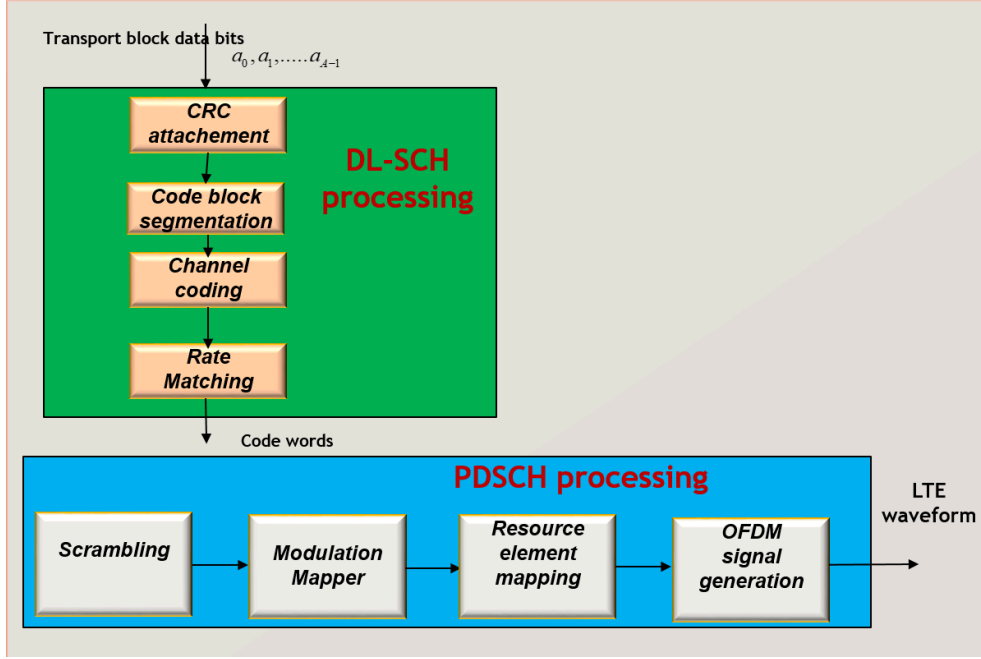 Transport block data bits
a₀, a₁, ..... a_{A-1}
CRC
attachement
DL-SCH
processing
Code block
segmentation
Channel
coding
Rate
Matching
Code words
PDSCH processing
LTE
waveform
Scrambling
Modulation
Mapper
Resource
element
mapping
OFDM
signal
generation